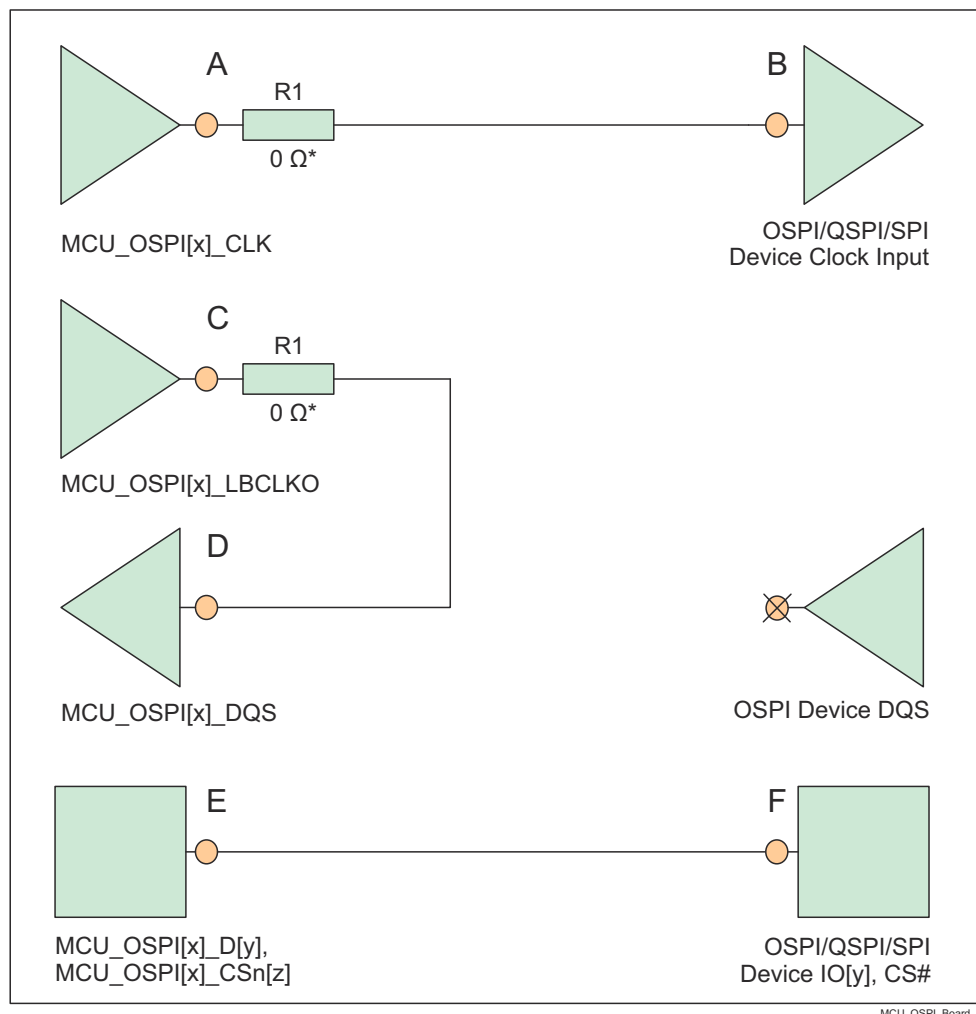 A
B
R1
0 Ω*
MCU_OSPI[x]_CLK
OSPI/QSPI/SPI
Device Clock Input
C
R1
0 Ω*
MCU_OSPI[x]_LBCLKO
D
MCU_OSPI[x]_DQS
OSPI Device DQS
E
F
MCU_OSPI[x]_D[y],
MCU_OSPI[x]_CSn[z]
OSPI/QSPI/SPI
Device IO[y], CS#
MCU_OSPI_Board